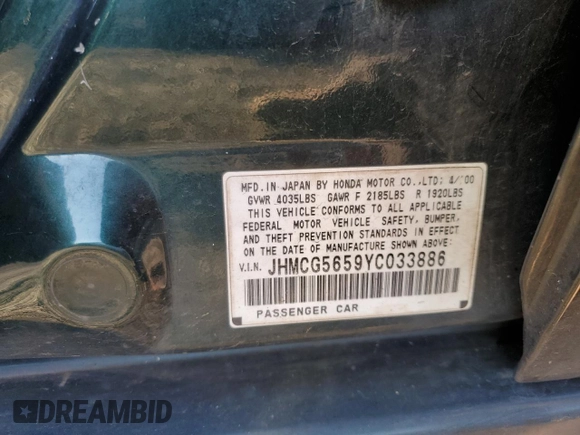 MFD. IN JAPAN BY HONDA MOTOR CO., LTD; 4/'00
GVWR 4035LBS GAWR F 2185LBS R 1920LBS
THIS VEHICLE CONFORMS TO ALL APPLICABLE
FEDERAL MOTOR VEHICLE SAFETY, BUMPER,
AND THEFT PREVENTION STANDARDS IN EFFECT
ON THE DATE OF MANUFACTURE SHOWN ABOVE:
V.I.N. JHMCG5659YC033886
PASSENGER CAR
DREAMBID